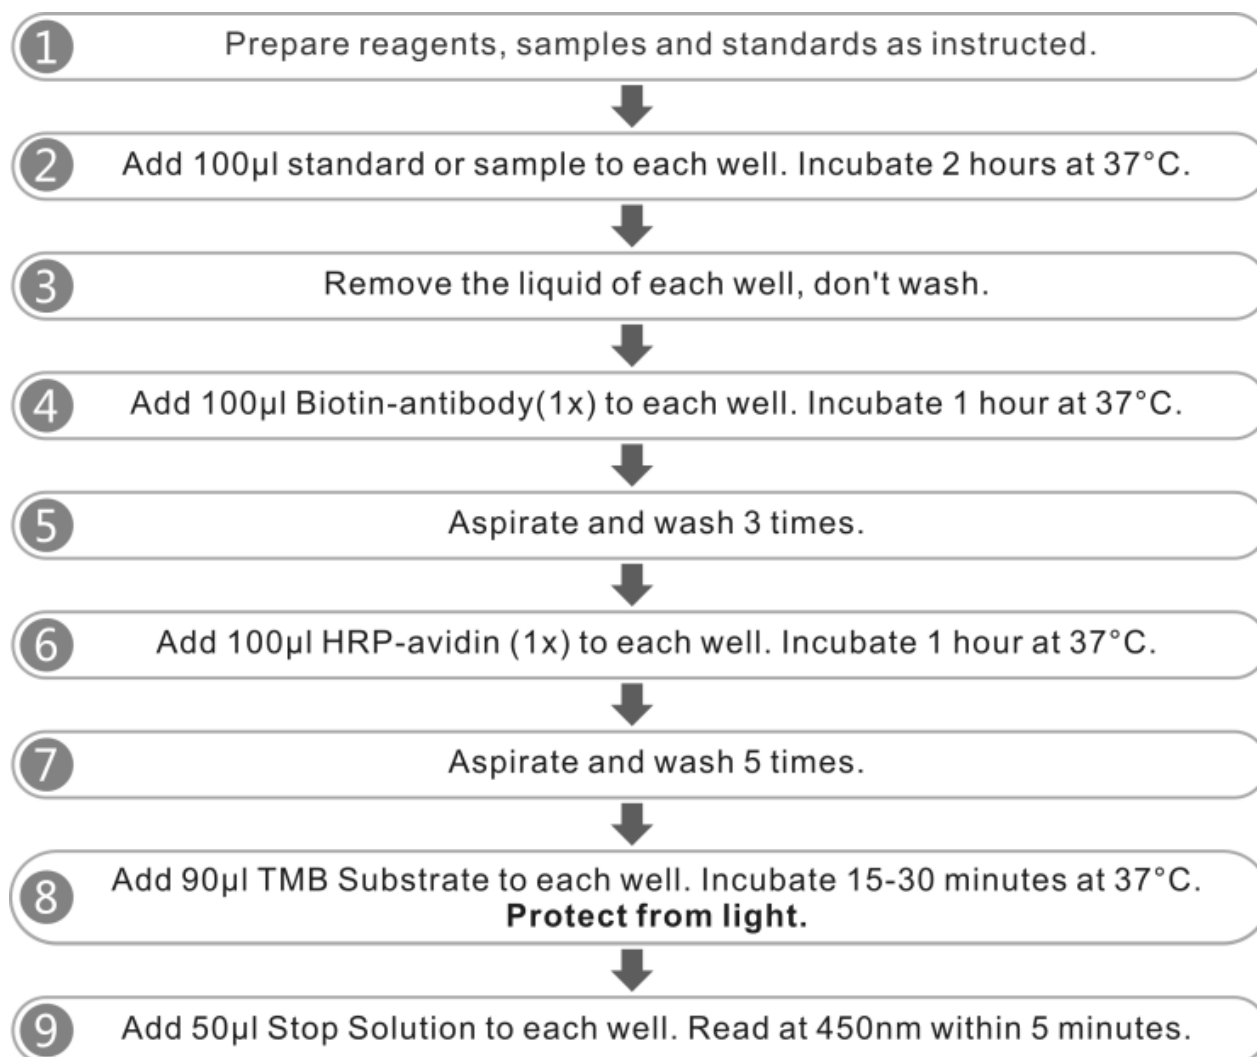 1 Prepare reagents, samples and standards as instructed.
2 Add 100μl standard or sample to each well. Incubate 2 hours at 37°C.
3 Remove the liquid of each well, don't wash.
4 Add 100μl Biotin-antibody(1x) to each well. Incubate 1 hour at 37°C.
5 Aspirate and wash 3 times.
6 Add 100μl HRP-avidin (1x) to each well. Incubate 1 hour at 37°C.
7 Aspirate and wash 5 times.
8 Add 90μl TMB Substrate to each well. Incubate 15-30 minutes at 37°C.
Protect from light.
9 Add 50μl Stop Solution to each well. Read at 450nm within 5 minutes.